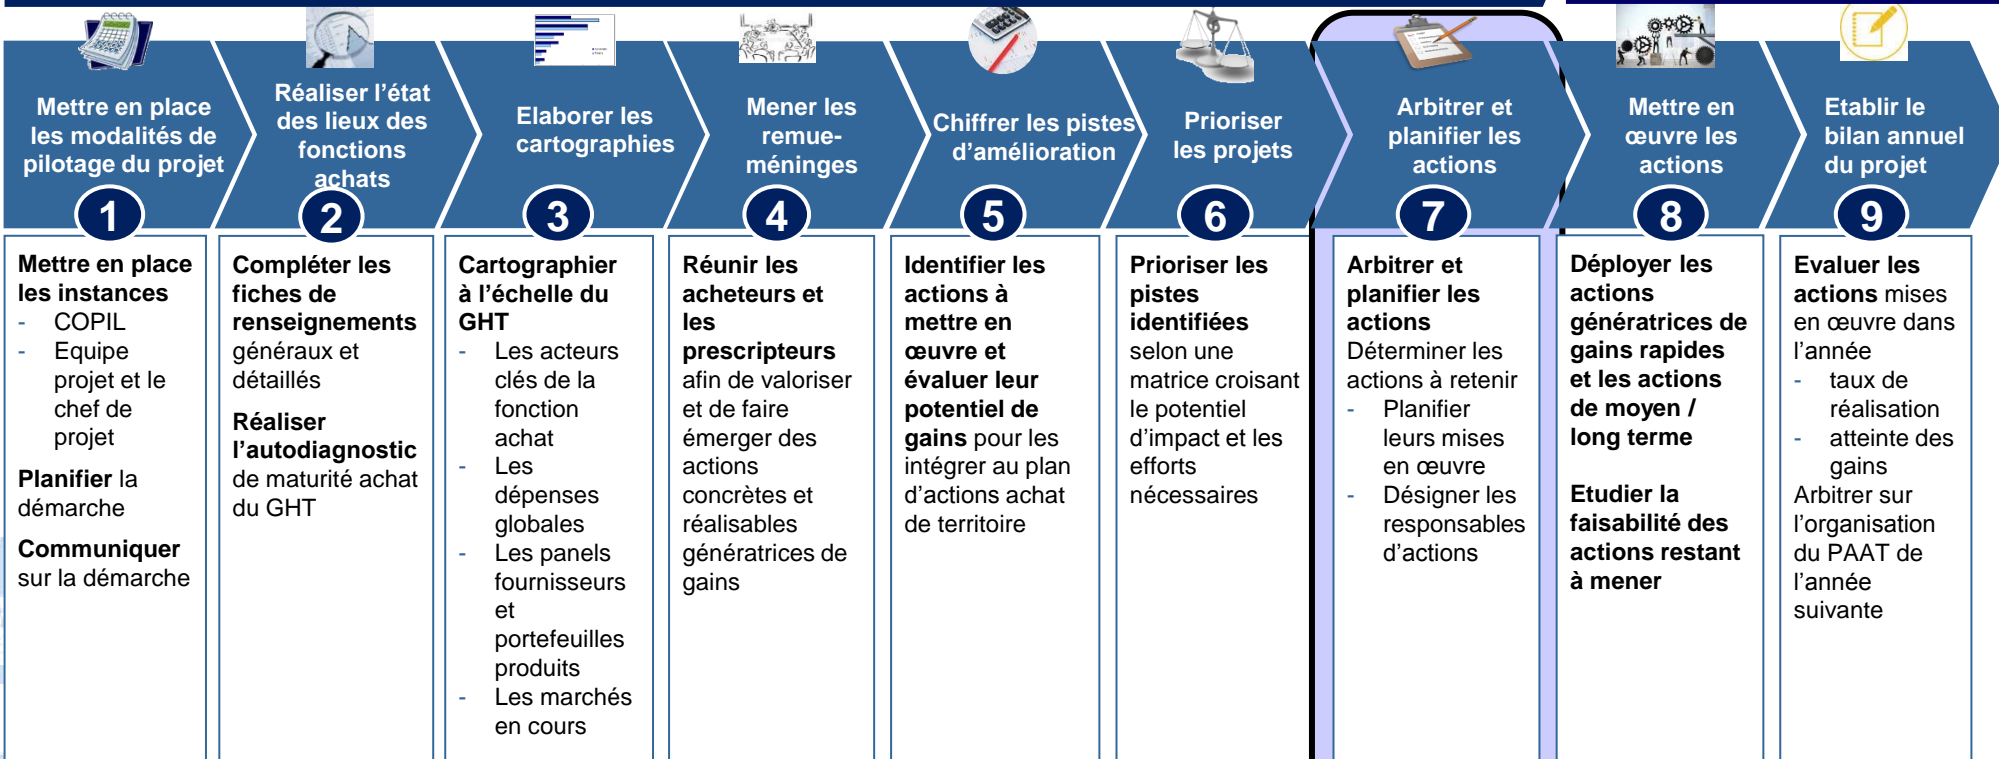 Mettre en place
les modalités de
pilotage du projet
1
Réaliser l’état
des lieux des
fonctions
achats
2
Elaborer les
cartographies
3
Mener les
remue-
méninges
4
Chiffrer les pistes
d’amélioration
5
Prioriser
les projets
6
Arbitrer et
planifier les
actions
7
Mettre en
œuvre les
actions
8
Etablir le
bilan annuel
du projet
9
Mettre en place
les instances
- COPIL
- Equipe
projet et le
chef de
projet
Planifier la
démarche
Communiquer
sur la démarche
Compléter les
fiches de
renseignements
généraux et
détaillés
Réaliser
l’autodiagnostic
de maturité achat
du GHT
Cartographier
à l’échelle du
GHT
- Les acteurs
clés de la
fonction
achat
- Les
dépenses
globales
- Les panels
fournisseurs
et
portefeuilles
produits
- Les marchés
en cours
Réunir les
acheteurs et
les
prescripteurs
afin de valoriser
et de faire
émerger des
actions
concrètes et
réalisables
génératrices de
gains
Identifier les
actions à
mettre en
œuvre et
évaluer leur
potentiel de
gains pour les
intégrer au plan
d’actions achat
de territoire
Prioriser les
pistes
identifiées
selon une
matrice croisant
le potentiel
d’impact et les
efforts
nécessaires
Arbitrer et
planifier les
actions
Déterminer les
actions à retenir
- Planifier
leurs mises
en œuvre
- Désigner les
responsables
d’actions
Déployer les
actions
génératrices de
gains rapides
et les actions
de moyen /
long terme
Etudier la
faisabilité des
actions restant
à mener
Evaluer les
actions mises
en œuvre dans
l’année
- taux de
réalisation
- atteinte des
gains
Arbitrer sur
l’organisation
du PAAT de
l’année
suivante